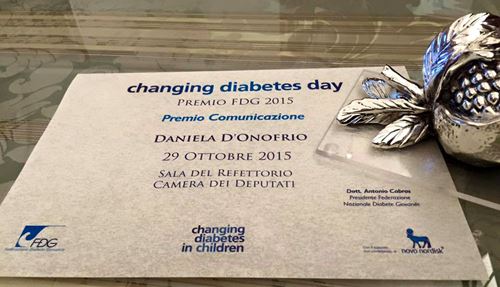 changing diabetes day
PREMIO FDG 2015
Premio Comunicazione
DANIELA D'ONOFRIO
29 OTTOBRE 2015
SALA DEL REFETTORIO
CAMERA DEI DEPUTATI
Dott. Antonio Cabras
Presidente Federazione
Nazionale Diabete Giovanile
FDG
changing
diabetes
in children
novo nordisk